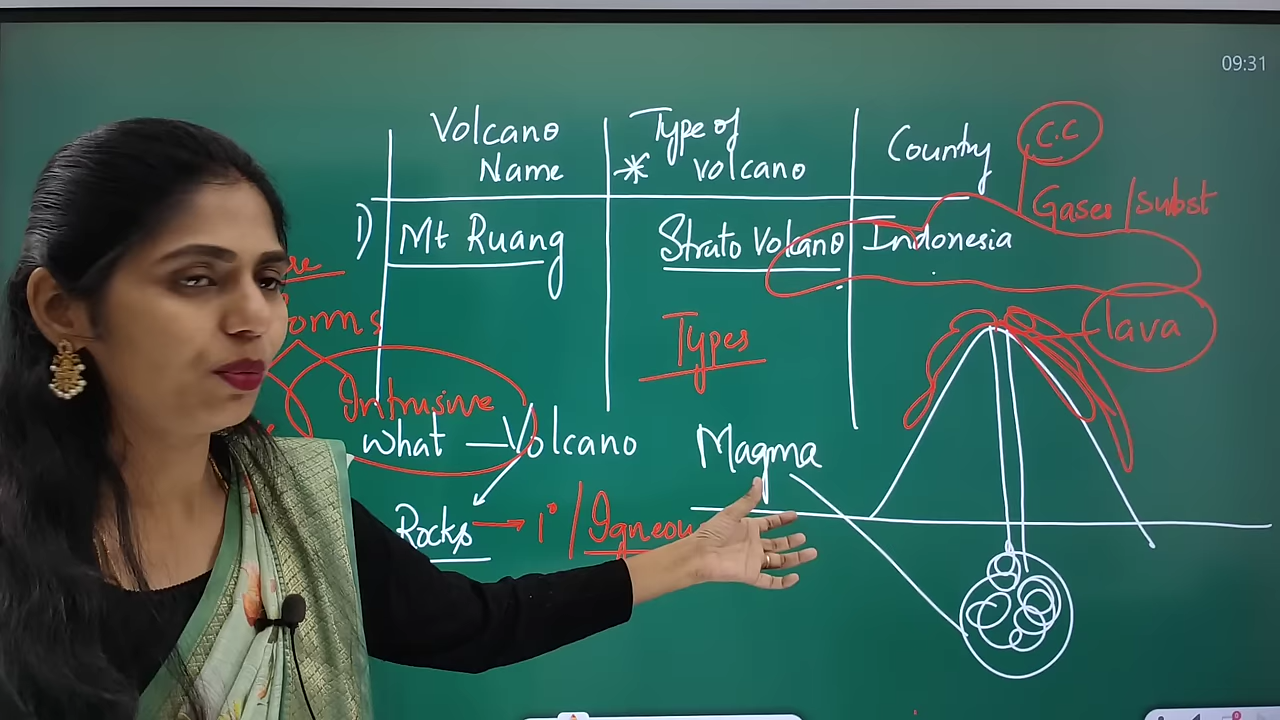 09:31
Volcano
Name
Type of
* Volcano
Country
C.C
Gases/Subst
1) Mt Ruang
Strato Volcano
Indonesia
Types
lava
Intrusive
what — Volcano
Magma
Rocks → 1° / Igneou